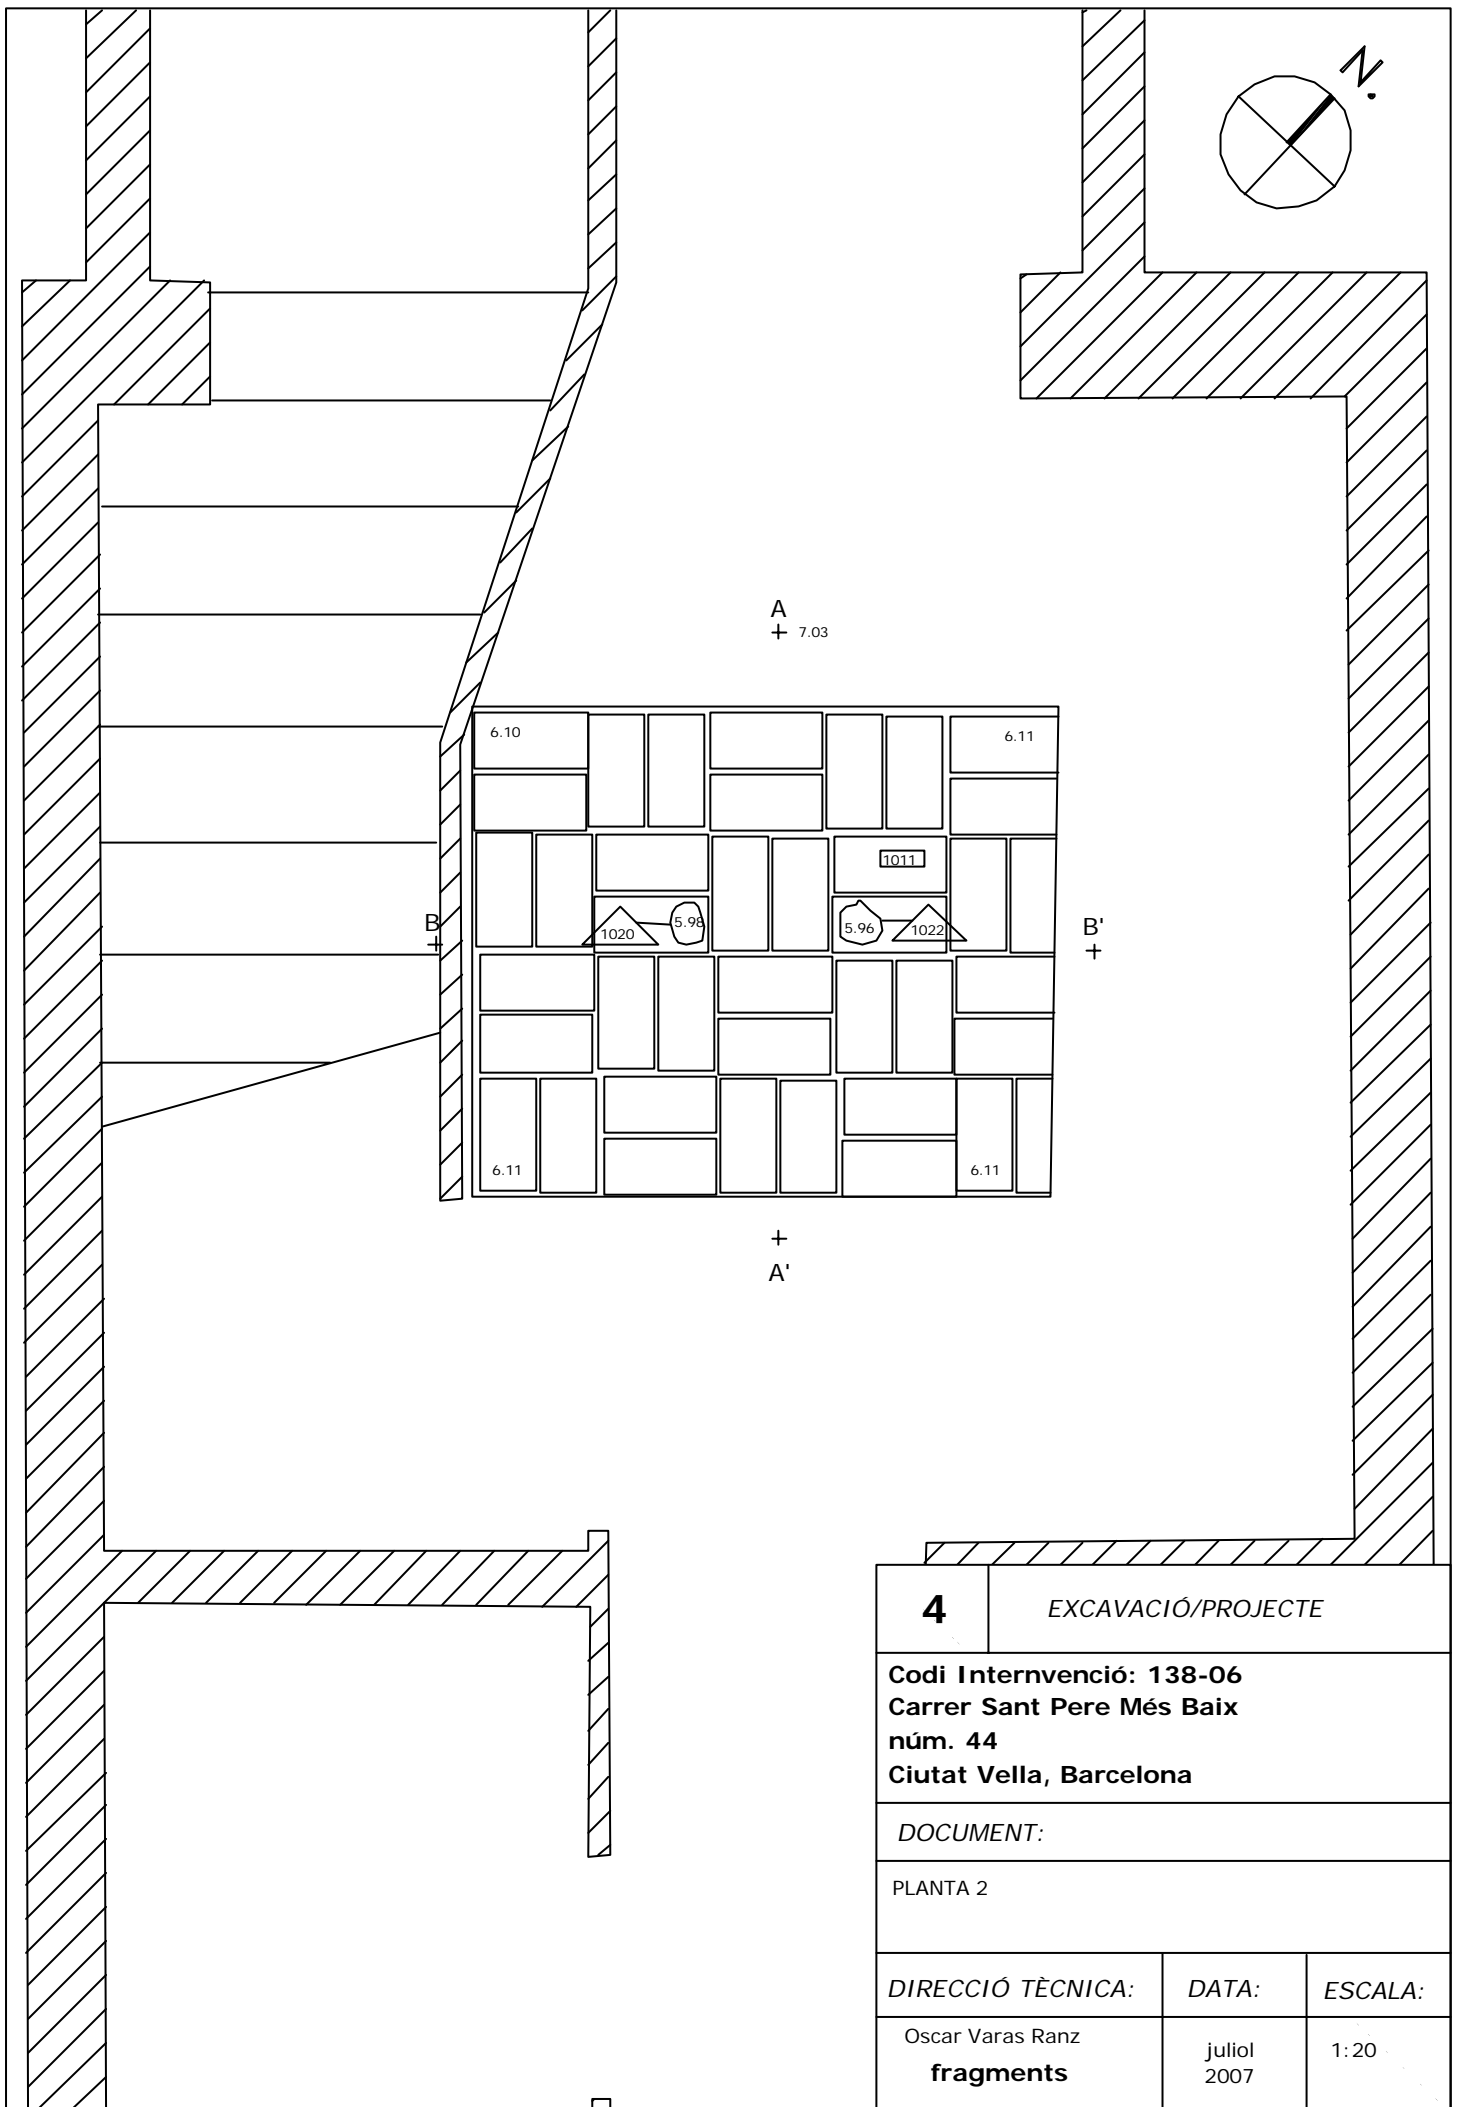 N.
A
7.03
6.10
6.11
1011
B
1020
5.98
5.96
1022
B'
6.11
6.11
A'
4
EXCAVACIÓ/PROJECTE
Codi Internvenció: 138-06
Carrer Sant Pere Més Baix
núm. 44
Ciutat Vella, Barcelona
DOCUMENT:
PLANTA 2
DIRECCIÓ TÈCNICA:
DATA:
ESCALA:
Oscar Varas Ranz
fragments
juliol
2007
1:20